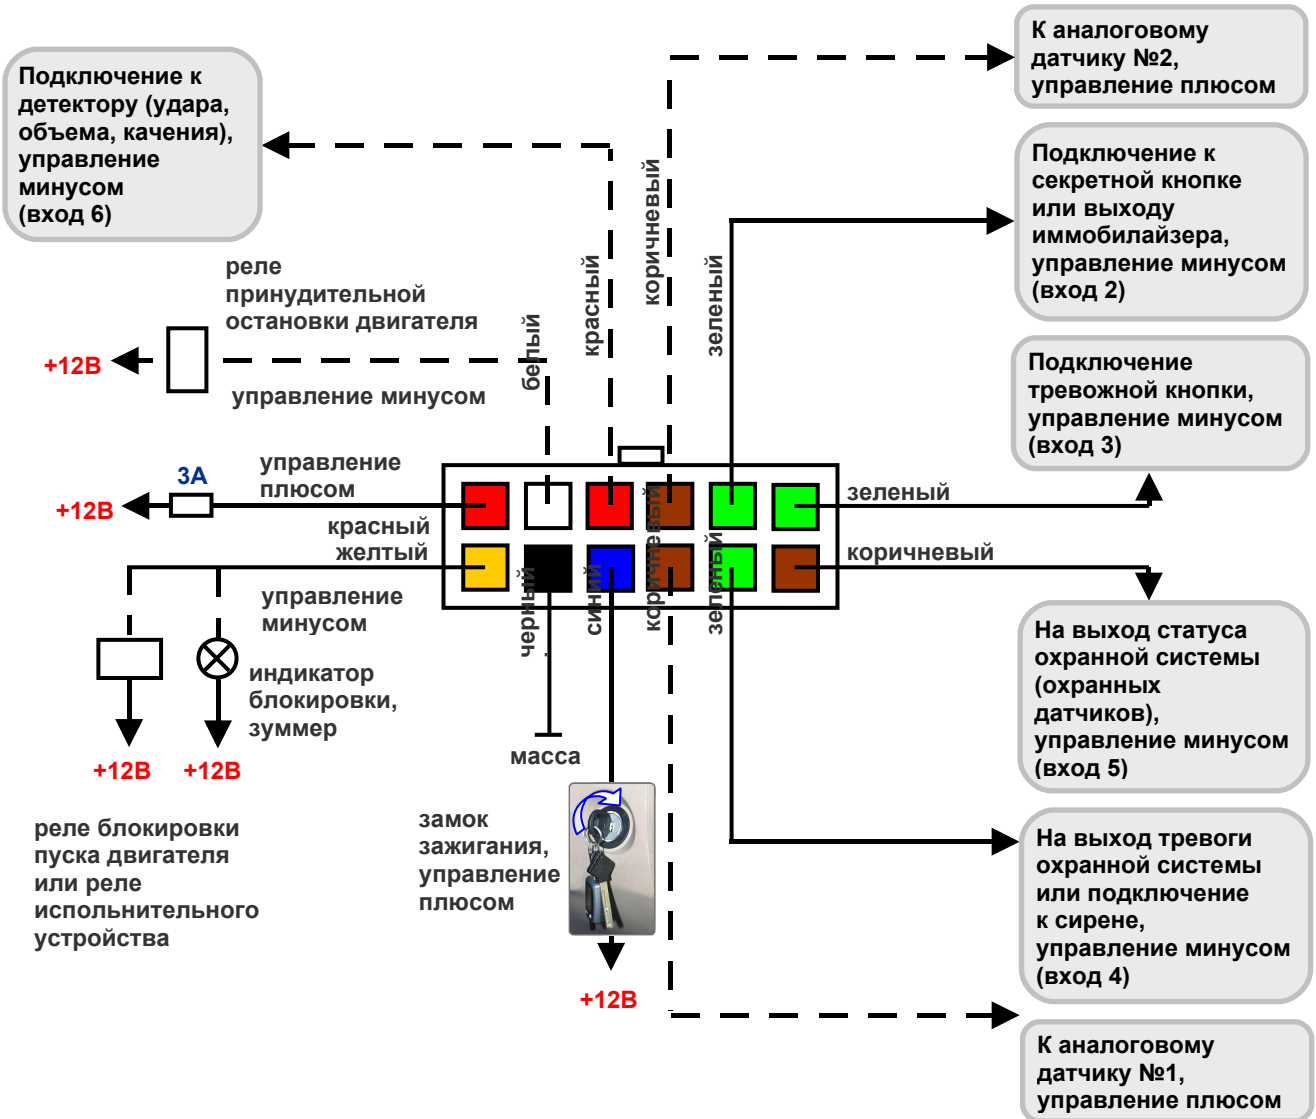 К аналоговому
датчику №2,
управление плюсом
Подключение к
детектору (удара,
объема, качения),
управление
минусом
(вход 6)
Подключение к
секретной кнопке
или выходу
иммобилайзера,
управление минусом
(вход 2)
реле
принудительной
остановки двигателя
+12В
управление минусом
белый
красный
коричневый
зеленый
Подключение
тревожной кнопки,
управление минусом
(вход 3)
3А
+12В
управление
плюсом
красный
желтый
управление
минусом
зеленый
коричневый
черный
синий
коричневый
зеленый
индикатор
блокировки,
зуммер
+12В
+12В
масса
На выход статуса
охранной системы
(охранных
датчиков),
управление минусом
(вход 5)
реле блокировки
пуска двигателя
или реле
испольнительного
устройства
замок
зажигания,
управление
плюсом
+12В
На выход тревоги
охранной системы
или подключение
к сирене,
управление минусом
(вход 4)
К аналоговому
датчику №1,
управление плюсом